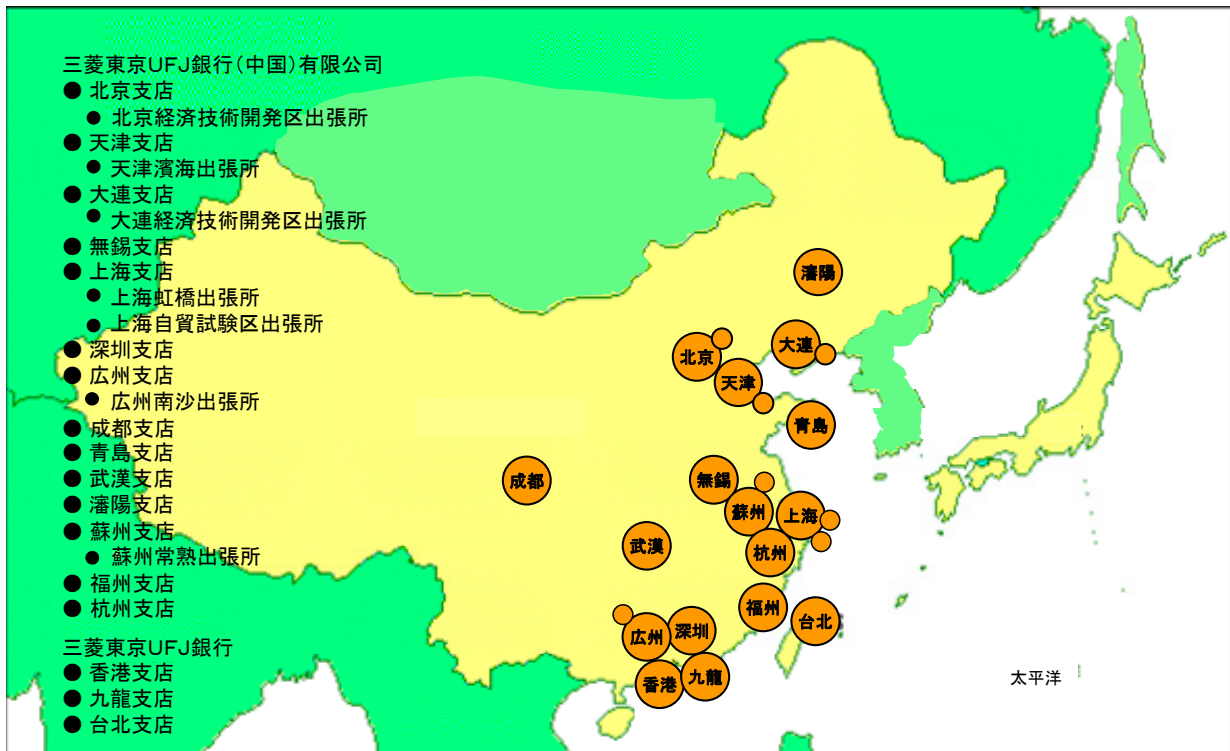 三菱東京UFJ銀行(中国)有限公司
● 北京支店
● 北京経済技術開発区出張所
● 天津支店
● 天津濱海出張所
● 大連支店
● 大連経済技術開発区出張所
● 無錫支店
● 上海支店
● 上海虹橋出張所
● 上海自貿試験区出張所
● 深圳支店
● 広州支店
● 広州南沙出張所
● 成都支店
● 青島支店
● 武漢支店
● 瀋陽支店
● 蘇州支店
● 蘇州常熟出張所
● 福州支店
● 杭州支店
三菱東京UFJ銀行
● 香港支店
● 九龍支店
● 台北支店
瀋陽
大連
北京
天津
青島
成都
無錫
蘇州
上海
武漢
杭州
福州
台北
広州
深圳
香港
九龍
太平洋